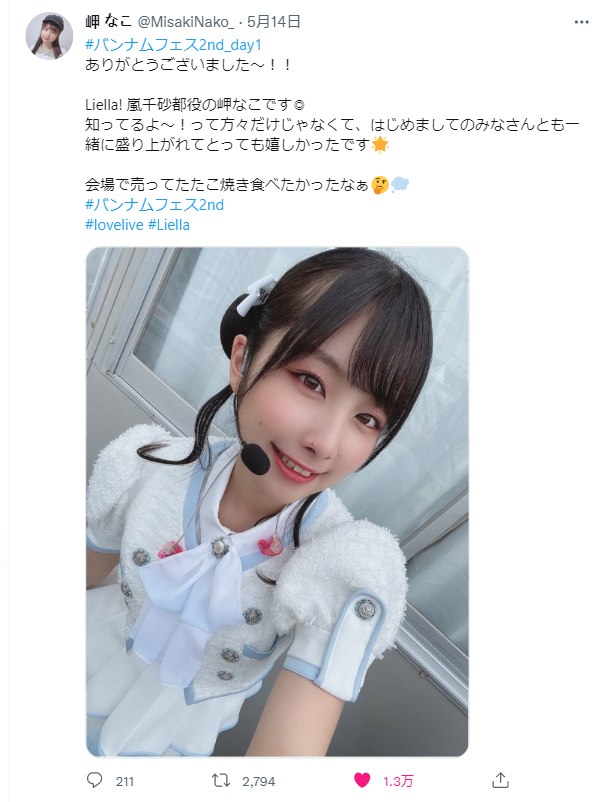 岬 なこ @MisakiNako_ · 5月14日
#バンナムフェス2nd_day1
ありがとうございました〜！！
Liella! 嵐千砂都役の岬なこです☺
知ってるよ〜！って方々だけじゃなくて、はじめましてのみなさんとも一
緒に盛り上がれてとっても嬉しかったです🌟
会場で売ってたたこ焼き食べたかったなぁ🤔💭
#バンナムフェス2nd
#lovelive #Liella
211 2,794 1.3万